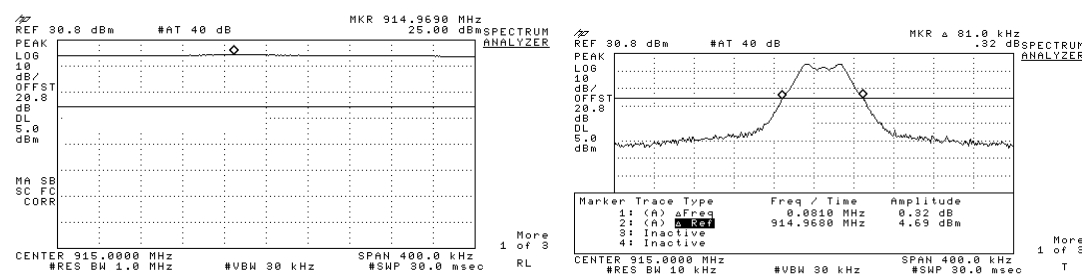 hp
MKR 914.9690 MHz
REF 30.8 dBm #AT 40 dB 25.00 dBm
SPECTRUM
ANALYZER
PEAK
LOG
10
dB/
OFFST
20.8
dB
DL
5.0
dBm
MA SB
SC FC
CORR
More
1 of 3
CENTER 915.0000 MHz SPAN 400.0 kHz
#RES BW 1.0 MHz #VBW 30 kHz #SWP 30.0 msec
RL
hp
MKR Δ 81.0 kHz
REF 30.8 dBm #AT 40 dB .32 dB
SPECTRUM
ANALYZER
PEAK
LOG
10
dB/
OFFST
20.8
dB
DL
5.0
dBm
Marker Trace Type Freq / Time Amplitude
1: (A) ΔFreq 0.0810 MHz 0.32 dB
2: (A) Δ Ref 914.9680 MHz 4.69 dBm
3: Inactive
4: Inactive
More
1 of 3
CENTER 915.0000 MHz SPAN 400.0 kHz
#RES BW 10 kHz #VBW 30 kHz #SWP 30.0 msec
T